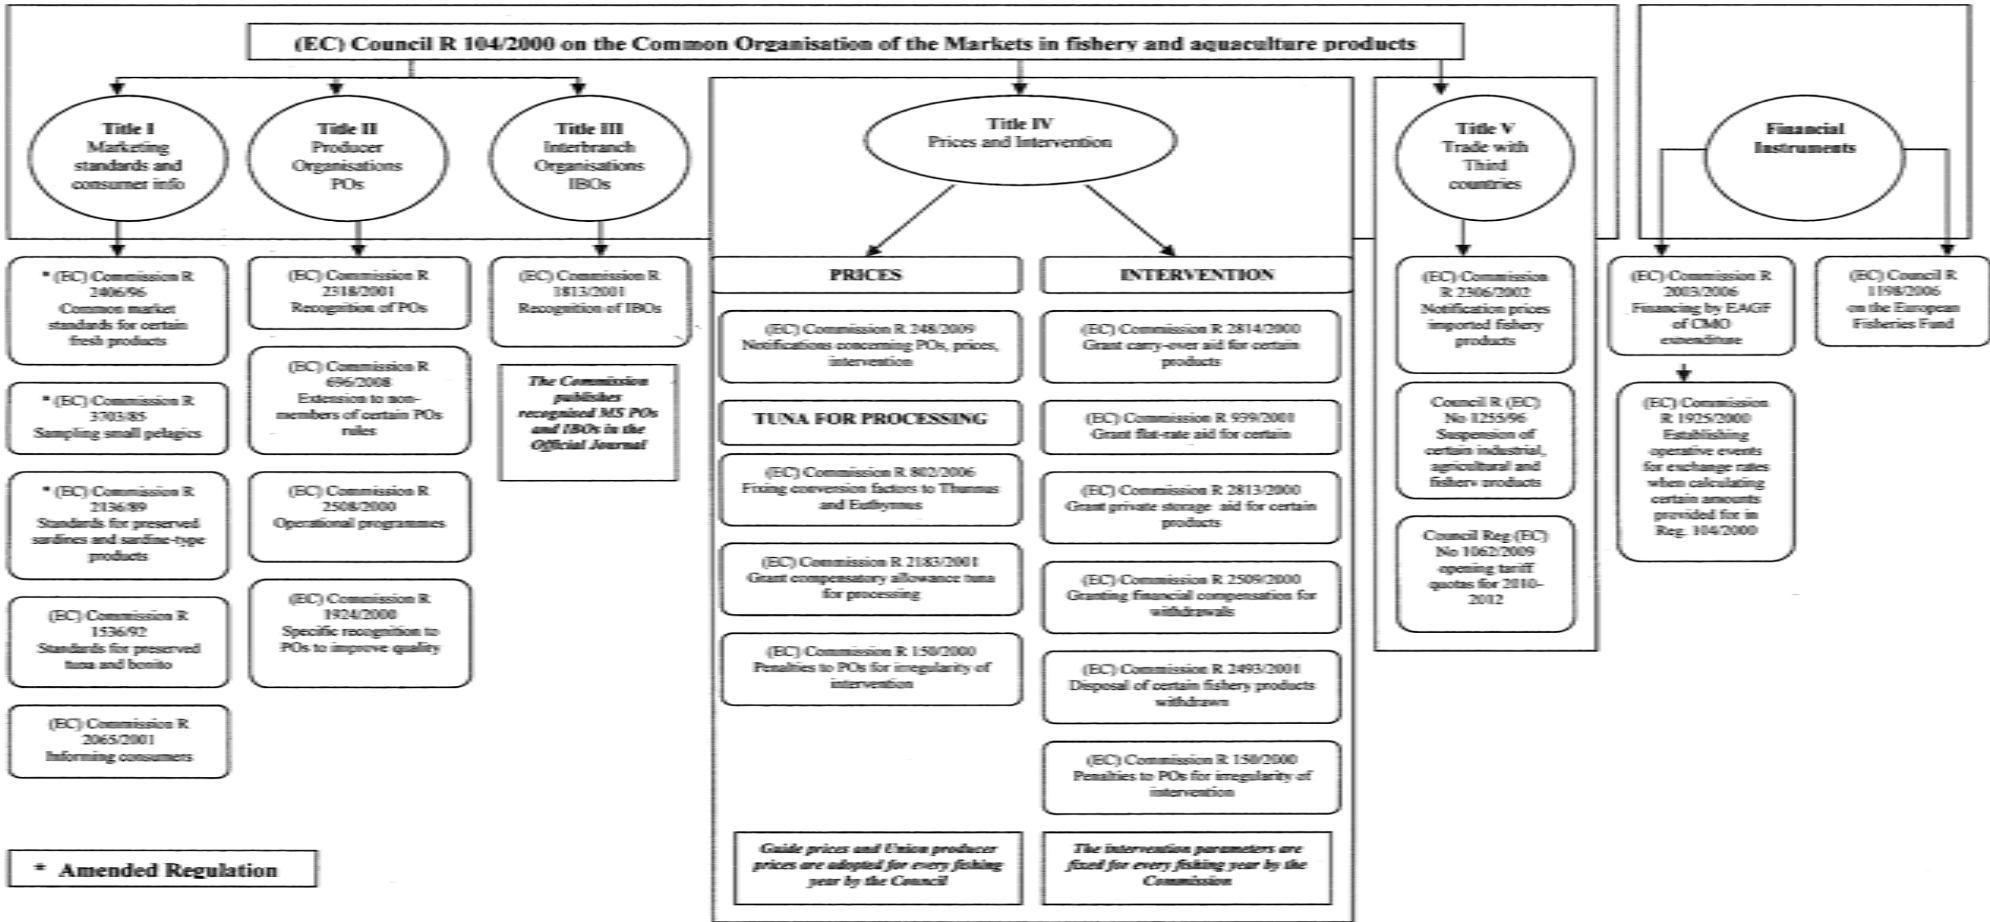 (EC) Council R 104/2000 on the Common Organisation of the Markets in fishery and aquaculture products
Title I
Marketing
standards and
consumer info
Title II
Producer
Organisations
POs
Title III
Interbranch
Organisations
IBOs
Title IV
Prices and Intervention
Title V
Trade with
Third
countries
Financial
Instruments
* (EC) Commission R
2406/96
Common market
standards for certain
fresh products
* (EC) Commission R
3703/85
Sampling small pelagics
* (EC) Commission R
2136/89
Standards for preserved
sardines and sardine-type
products
(EC) Commission R
1536/92
Standards for preserved
tuna and bonito
(EC) Commission R
2065/2001
Informing consumers
(EC) Commission R
2318/2001
Recognition of POs
(EC) Commission R
696/2008
Extension to non-
members of certain POs
rules
(EC) Commission R
2508/2000
Operational programmes
(EC) Commission R
1924/2000
Specific recognition to
POs to improve quality
(EC) Commission R
1813/2001
Recognition of IBOs
The Commission
publishes
recognised MS POs
and IBOs in the
Official Journal
PRICES
(EC) Commission R 248/2009
Notifications concerning POs, prices,
intervention
TUNA FOR PROCESSING
(EC) Commission R 802/2006
Fixing conversion factors to Thunnus
and Euthynnus
(EC) Commission R 2183/2001
Grant compensatory allowance tuna
for processing
(EC) Commission R 150/2000
Penalties to POs for irregularity of
intervention
Guide prices and Union producer
prices are adopted for every fishing
year by the Council
INTERVENTION
(EC) Commission R 2814/2000
Grant carry-over aid for certain
products
(EC) Commission R 939/2001
Grant flat-rate aid for certain
(EC) Commission R 2813/2000
Grant private storage aid for certain
products
(EC) Commission R 2509/2000
Granting financial compensation for
withdrawals
(EC) Commission R 2493/2001
Disposal of certain fishery products
withdrawn
(EC) Commission R 150/2000
Penalties to POs for irregularity of
intervention
The intervention parameters are
fixed for every fishing year by the
Commission
(EC) Commission
R 2306/2002
Notification prices
imported fishery
products
Council R (EC)
No 1255/96
Suspension of
certain industrial,
agricultural and
fishery products
Council Reg (EC)
No 1062/2009
opening tariff
quotas for 2010-
2012
(EC) Commission R
2003/2006
Financing by EAGF
of CMO
expenditure
(EC) Commission
R 1925/2000
Establishing
operative events
for exchange rates
when calculating
certain amounts
provided for in
Reg. 104/2000
(EC) Council R
1198/2006
on the European
Fisheries Fund
* Amended Regulation